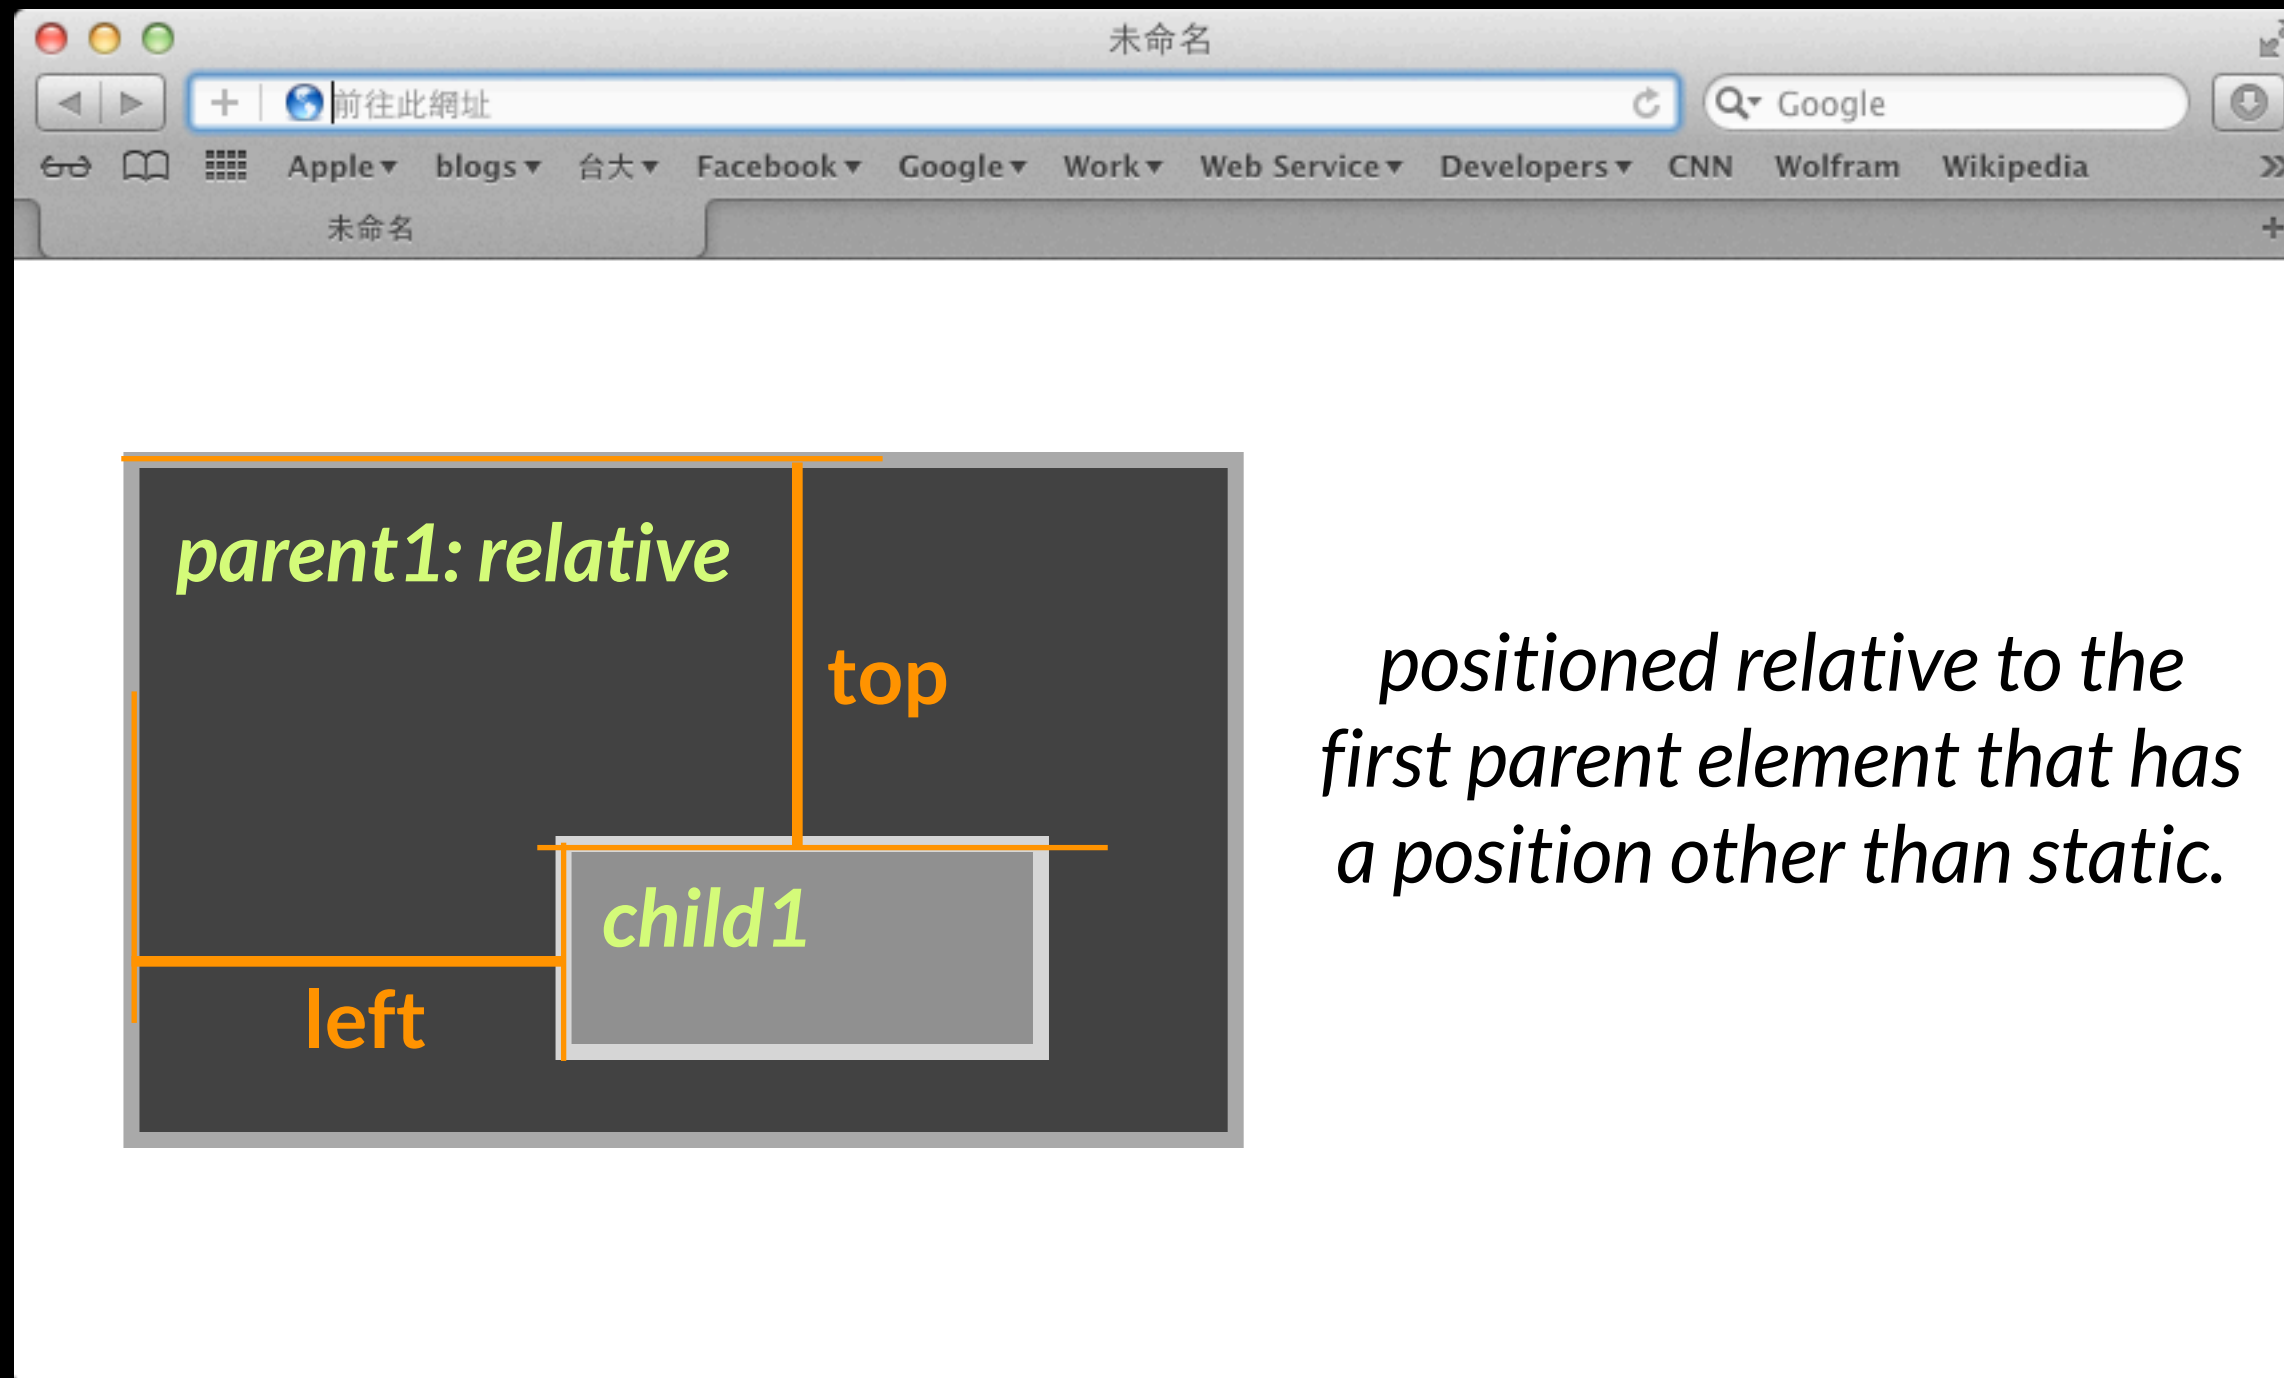 未命名
前往此網址
Google
Apple blogs 台大 Facebook Google Work Web Service Developers CNN Wolfram Wikipedia
未命名
parent1: relative
top
child1
left
positioned relative to the
first parent element that has
a position other than static.